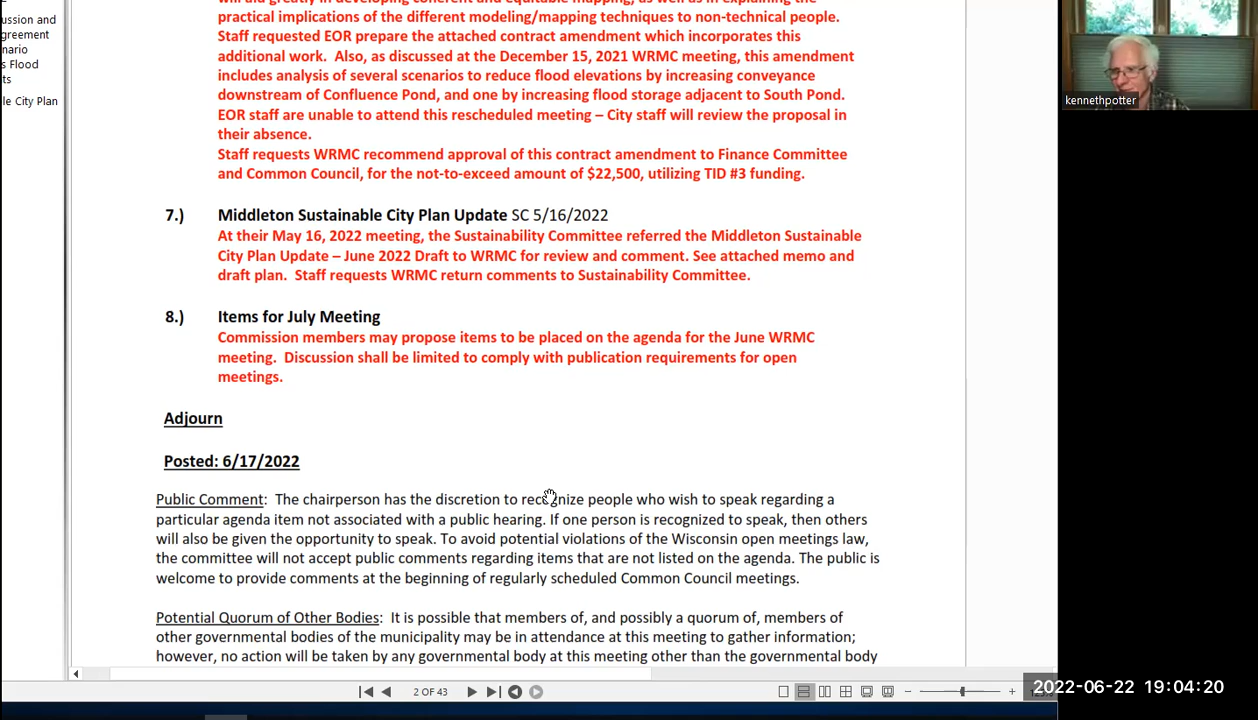 ussion and
greement
nario
s Flood
ts
le City Plan
practical implications of the different modeling/mapping techniques to non-technical people.
Staff requested EOR prepare the attached contract amendment which incorporates this
additional work.  Also, as discussed at the December 15, 2021 WRMC meeting, this amendment
includes analysis of several scenarios to reduce flood elevations by increasing conveyance
downstream of Confluence Pond, and one by increasing flood storage adjacent to South Pond.
EOR staff are unable to attend this rescheduled meeting – City staff will review the proposal in
their absence.
Staff requests WRMC recommend approval of this contract amendment to Finance Committee
and Common Council, for the not-to-exceed amount of $22,500, utilizing TID #3 funding.
7.) Middleton Sustainable City Plan Update SC 5/16/2022
At their May 16, 2022 meeting, the Sustainability Committee referred the Middleton Sustainable
City Plan Update – June 2022 Draft to WRMC for review and comment. See attached memo and
draft plan.  Staff requests WRMC return comments to Sustainability Committee.
8.) Items for July Meeting
Commission members may propose items to be placed on the agenda for the June WRMC
meeting.  Discussion shall be limited to comply with publication requirements for open
meetings.
Adjourn
Posted: 6/17/2022
Public Comment:  The chairperson has the discretion to recognize people who wish to speak regarding a
particular agenda item not associated with a public hearing. If one person is recognized to speak, then others
will also be given the opportunity to speak. To avoid potential violations of the Wisconsin open meetings law,
the committee will not accept public comments regarding items that are not listed on the agenda. The public is
welcome to provide comments at the beginning of regularly scheduled Common Council meetings.
Potential Quorum of Other Bodies:  It is possible that members of, and possibly a quorum of, members of
other governmental bodies of the municipality may be in attendance at this meeting to gather information;
however, no action will be taken by any governmental body at this meeting other than the governmental body
2 OF 43
kennethpotter
2022-06-22 19:04:20